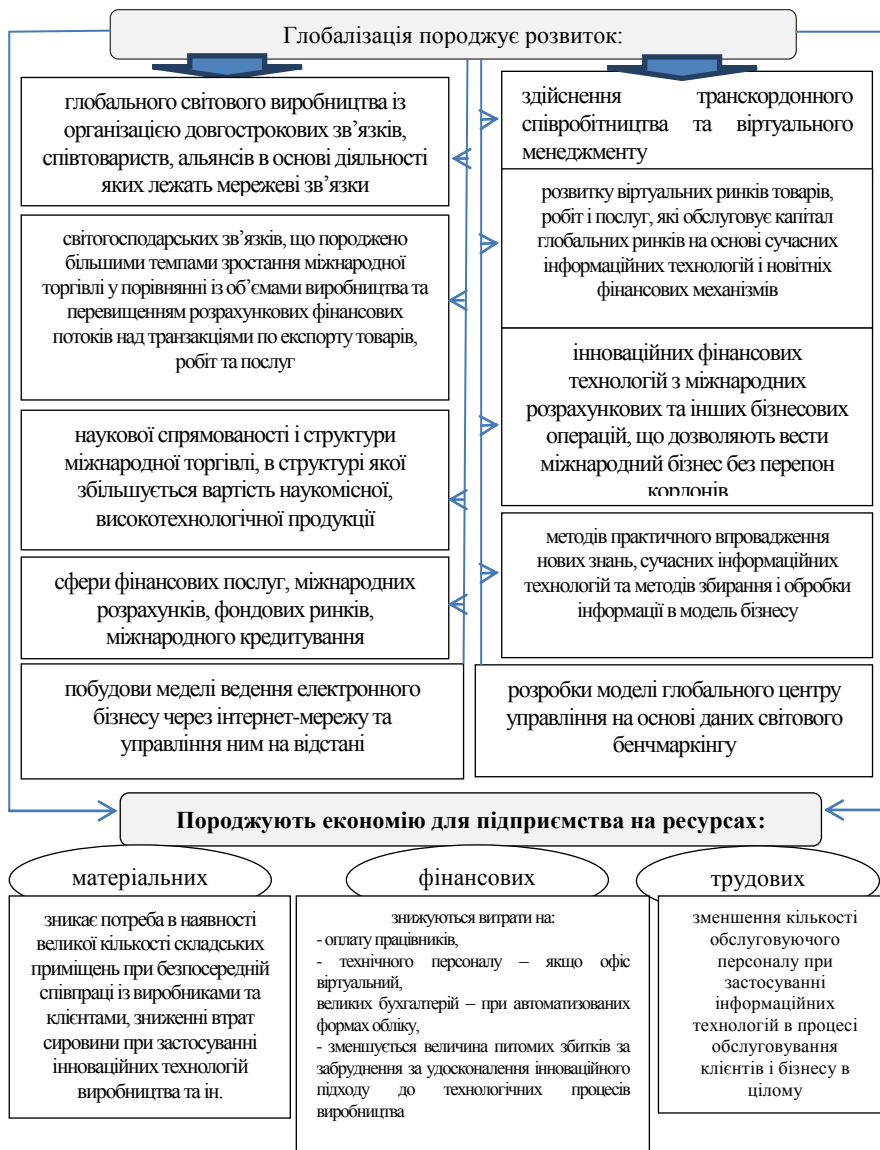 Глобалізація породжує розвиток:
глобального світового виробництва із
організацією довгострокових зв’язків,
співтовариств, альянсів в основі діяльності
яких лежать мережеві зв’язки
світогосподарських зв’язків, що породжено
більшими темпами зростання міжнародної
торгівлі у порівнянні із об’ємами виробництва та
перевищенням розрахункових фінансових
потоків над транзакціями по експорту товарів,
робіт та послуг
наукової спрямованості і структури
міжнародної торгівлі, в структурі якої
збільшується вартість наукомісної,
високотехнологічної продукції
сфери фінансових послуг, міжнародних
розрахунків, фондових ринків,
міжнародного кредитування
побудови меделі ведення електронного
бізнесу через інтернет-мережу та
управління ним на відстані
здійснення транскордонного
співробітництва та віртуального
менеджменту
розвитку віртуальних ринків товарів,
робіт і послуг, які обслуговує капітал
глобальних ринків на основі сучасних
інформаційних технологій і новітніх
фінансових механізмів
інноваційних фінансових
технологій з міжнародних
розрахункових та інших бізнесових
операцій, що дозволяють вести
міжнародний бізнес без перепон
кордонів
методів практичного впровадження
нових знань, сучасних інформаційних
технологій та методів збирання і обробки
інформації в модель бізнесу
розробки моделі глобального центру
управління на основі даних світового
бенчмаркінгу
Породжують економію для підприємства на ресурсах:
матеріальних
зникає потреба в наявності
великої кількості складських
приміщень при безпосередній
співпраці із виробниками та
клієнтами, зниженні втрат
сировини при застосуванні
інноваційних технологій
виробництва та ін.
фінансових
знижуються витрати на:
- оплату працівників,
- технічного персоналу – якщо офіс
віртуальний,
великих бухгалтерій – при автоматизованих
формах обліку,
- зменшується величина питомих збитків за
забруднення за удосконалення інноваційного
підходу до технологічних процесів
виробництва
трудових
зменшення кількості
обслуговуючого
персоналу при
застосуванні
інформаційних
технологій в процесі
обслуговування
клієнтів і бізнесу в
цілому